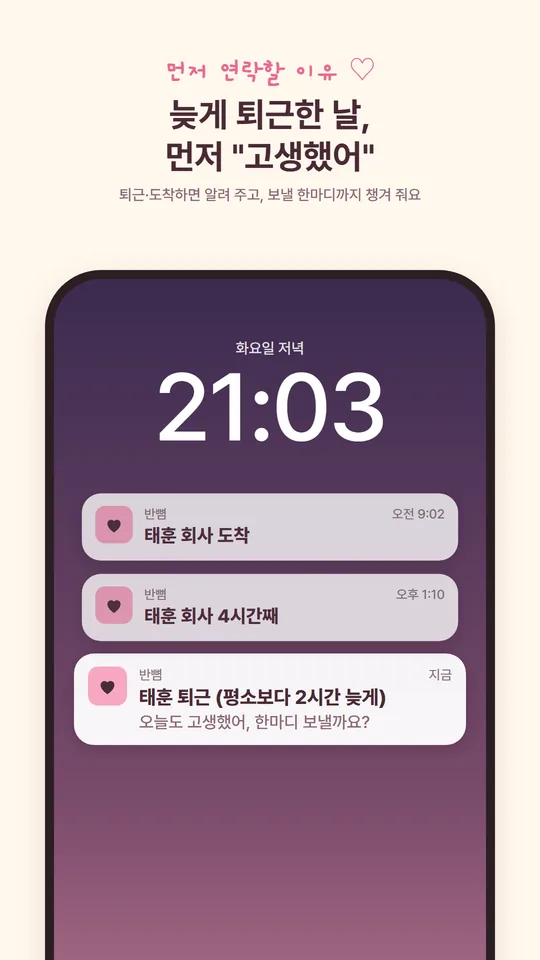 먼저 연락할 이유 ♡
늦게 퇴근한 날,
먼저 "고생했어"
퇴근·도착하면 알려 주고, 보낼 한마디까지 챙겨 줘요
화요일 저녁
21:03
반뼘 오전 9:02
태훈 회사 도착
반뼘 오후 1:10
태훈 회사 4시간째
반뼘 지금
태훈 퇴근 (평소보다 2시간 늦게)
오늘도 고생했어, 한마디 보낼까요?